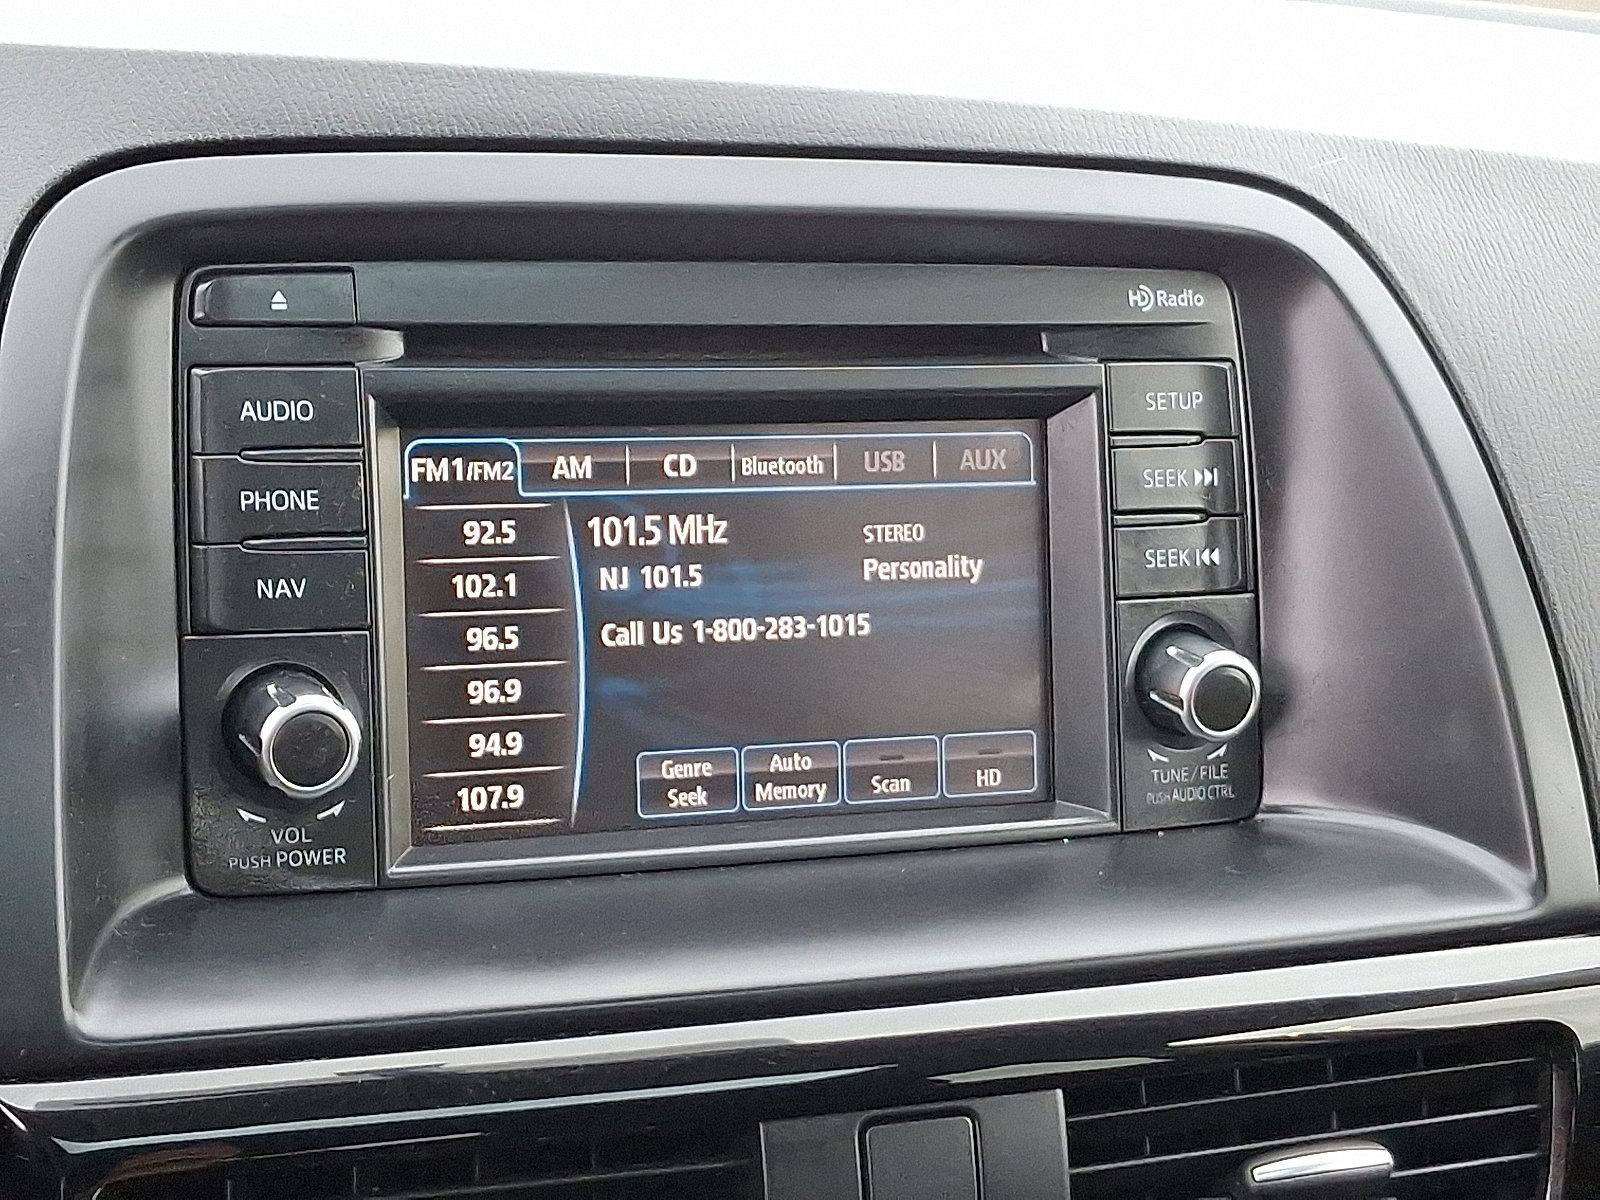 HD Radio
AUDIO
PHONE
NAV
VOL
PUSH POWER
FM1/FM2 AM CD Bluetooth USB AUX
92.5
102.1
96.5
96.9
94.9
107.9
101.5 MHz STEREO
NJ 101.5 Personality
Call Us 1-800-283-1015
Genre Seek
Auto Memory
Scan
HD
SETUP
SEEK
SEEK
TUNE/FILE
PUSH AUDIO CTRL